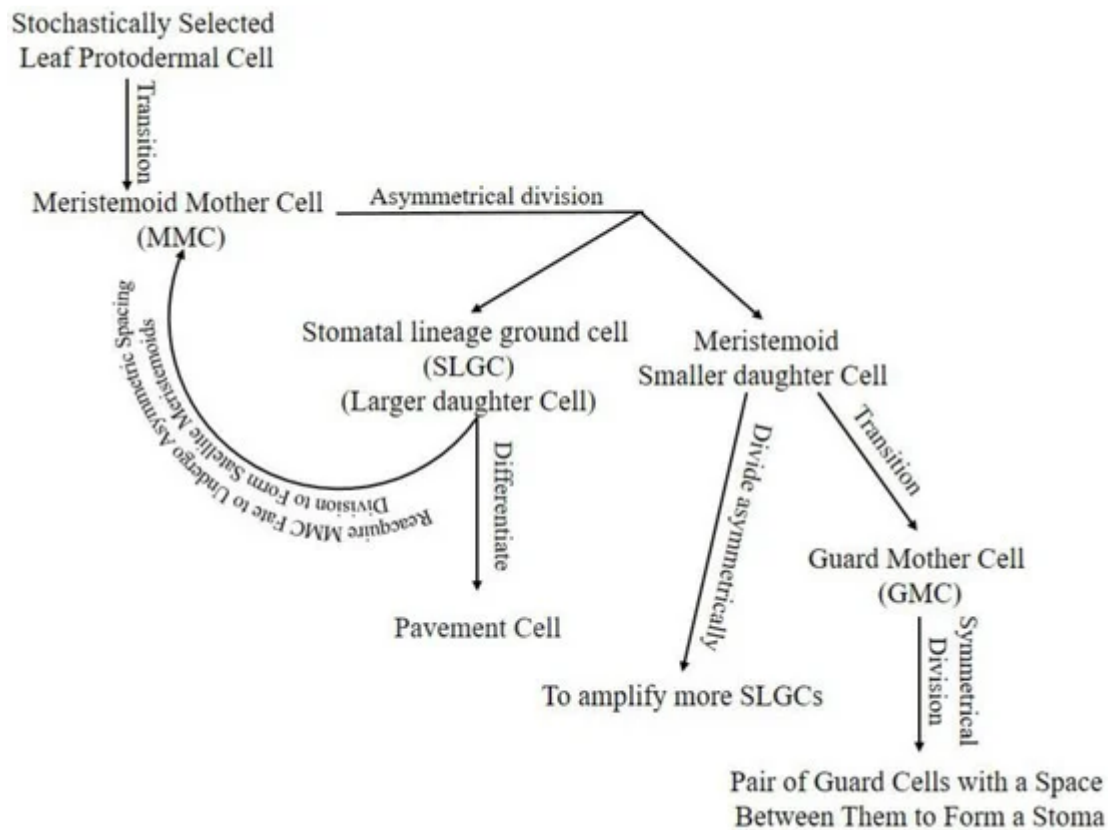 Stochastically Selected
Leaf Protodermal Cell
Transition
Meristemoid Mother Cell
(MMC)
Asymmetrical division
Stomatal lineage ground cell
(SLGC)
(Larger daughter Cell)
Meristemoid
Smaller daughter Cell
Reacquire MMC Fate to Undergo Asymmetric Spacing
Division to Form Satellite Meristemoids
Differentiate
Pavement Cell
Divide asymmetrically
To amplify more SLGCs
Transition
Guard Mother Cell
(GMC)
Symmetrical
Division
Pair of Guard Cells with a Space
Between Them to Form a Stoma